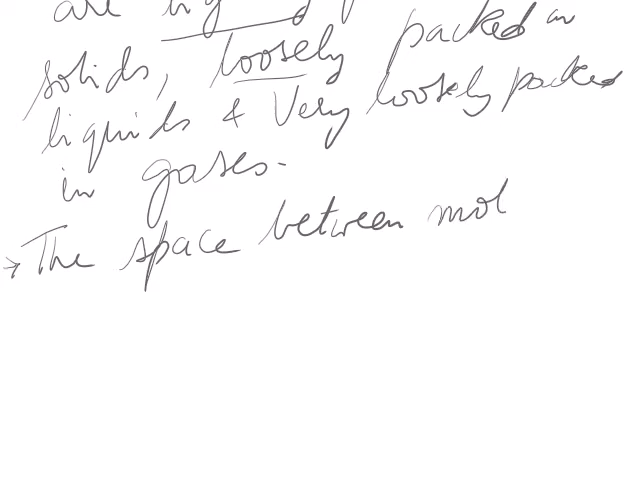 are
solids, loosely packed in
liquids & Very loosely packed
in gases.
→ The space between mol